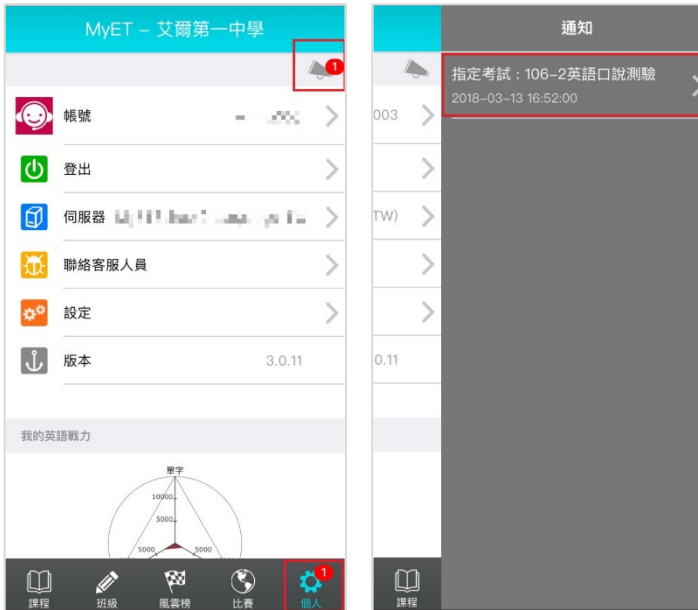 MyET – 艾爾第一中學
1
帳號
登出
伺服器
聯絡客服人員
設定
版本 3.0.11
我的英語戰力
單字
10000
5000
5000 5000
課程 班級 風雲榜 比賽 個人 1
通知
指定考試：106-2英語口說測驗
2018-03-13 16:52:00
003
TW)
0.11
課程